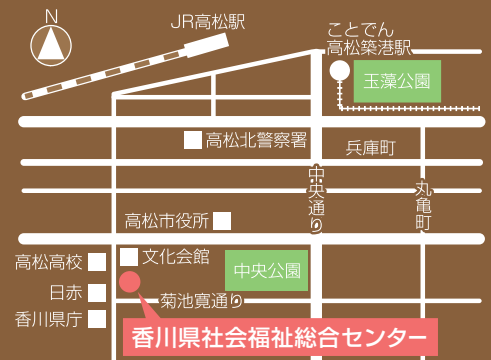 N
JR高松駅
ことでん
高松築港駅
玉藻公園
高松北警察署
兵庫町
中央通り
丸亀町
高松市役所
文化会館
中央公園
高松高校
日赤
菊池寛通り
香川県庁
香川県社会福祉総合センター